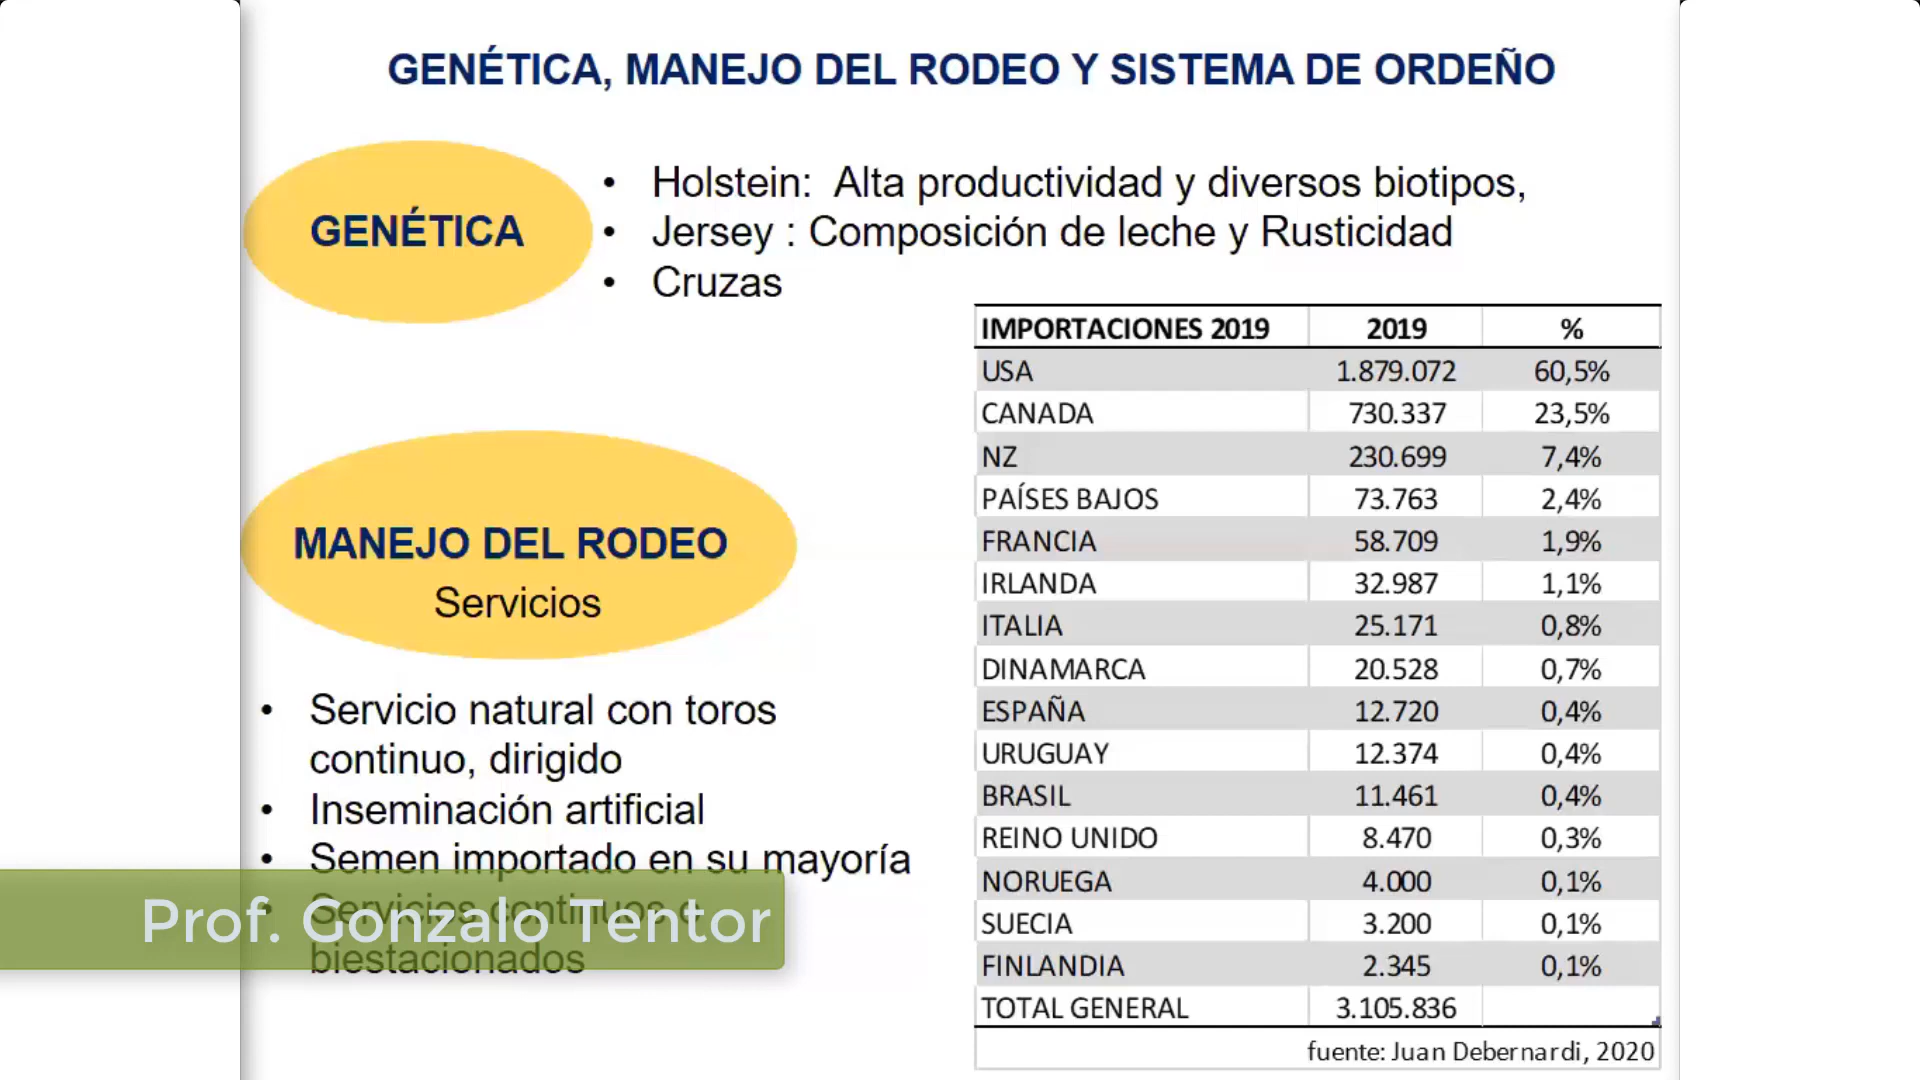 GENÉTICA, MANEJO DEL RODEO Y SISTEMA DE ORDEÑO
GENÉTICA
• Holstein: Alta productividad y diversos biotipos,
• Jersey : Composición de leche y Rusticidad
• Cruzas
MANEJO DEL RODEO
Servicios
• Servicio natural con toros
continuo, dirigido
• Inseminación artificial
• Semen importado en su mayoría
• Servicios continuos e
biestacionados
Prof. Gonzalo Tentor
IMPORTACIONES 2019 2019 %
USA 1.879.072 60,5%
CANADA 730.337 23,5%
NZ 230.699 7,4%
PAÍSES BAJOS 73.763 2,4%
FRANCIA 58.709 1,9%
IRLANDA 32.987 1,1%
ITALIA 25.171 0,8%
DINAMARCA 20.528 0,7%
ESPAÑA 12.720 0,4%
URUGUAY 12.374 0,4%
BRASIL 11.461 0,4%
REINO UNIDO 8.470 0,3%
NORUEGA 4.000 0,1%
SUECIA 3.200 0,1%
FINLANDIA 2.345 0,1%
TOTAL GENERAL 3.105.836
fuente: Juan Debernardi, 2020